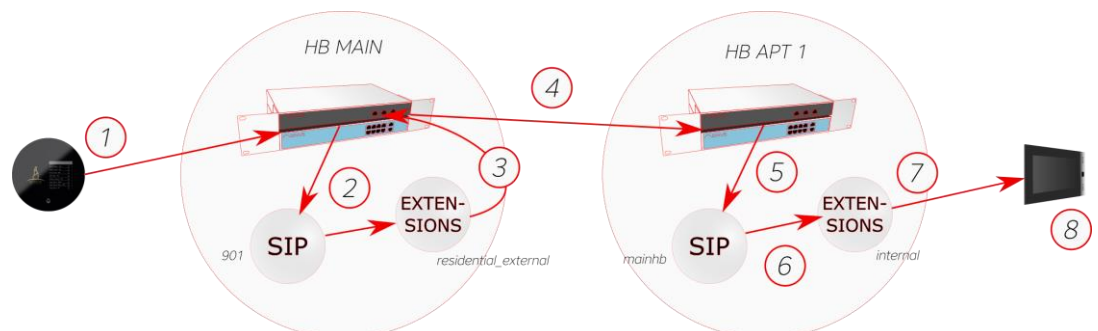 HB MAIN
HB APT 1
1
2
3
4
5
6
7
8
SIP
EXTEN-
SIONS
901
residential_external
SIP
EXTEN-
SIONS
mainhb
internal